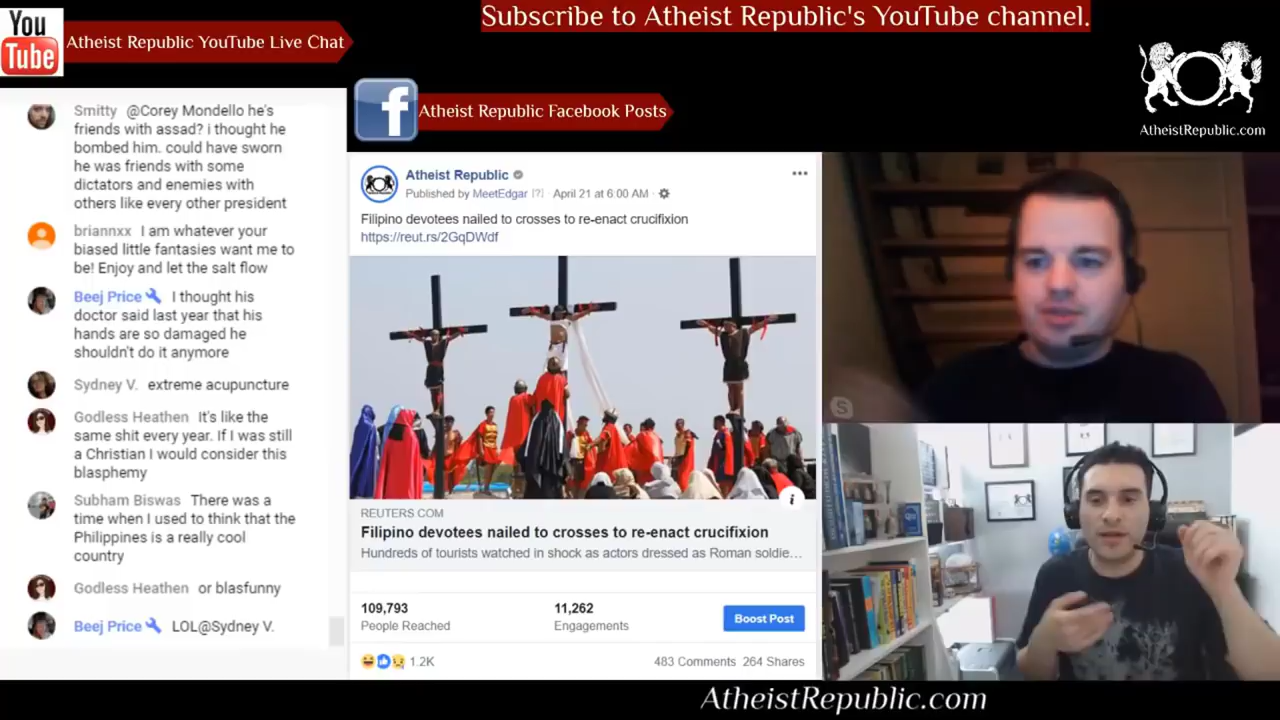 Subscribe to Atheist Republic's YouTube channel.
You
Tube
Atheist Republic YouTube Live Chat
AtheistRepublic.com
f
Atheist Republic Facebook Posts
Smitty @Corey Mondello he's
friends with assad? i thought he
bombed him. could have sworn
he was friends with some
dictators and enemies with
others like every other president
briannxx I am whatever your
biased little fantasies want me to
be! Enjoy and let the salt flow
Beej Price I thought his
doctor said last year that his
hands are so damaged he
shouldn't do it anymore
Sydney V. extreme acupuncture
Godless Heathen It's like the
same shit every year. If I was still
a Christian I would consider this
blasphemy
Subham Biswas There was a
time when I used to think that the
Philippines is a really cool
country
Godless Heathen or blasfunny
Beej Price LOL@Sydney V.
Atheist Republic
Published by MeetEdgar [?] · April 21 at 6:00 AM ·
Filipino devotees nailed to crosses to re-enact crucifixion
https://reut.rs/2GqDWdf
i
REUTERS.COM
Filipino devotees nailed to crosses to re-enact crucifixion
Hundreds of tourists watched in shock as actors dressed as Roman soldie…
109,793
People Reached
11,262
Engagements
Boost Post
1.2K
483 Comments 264 Shares
AtheistRepublic.com